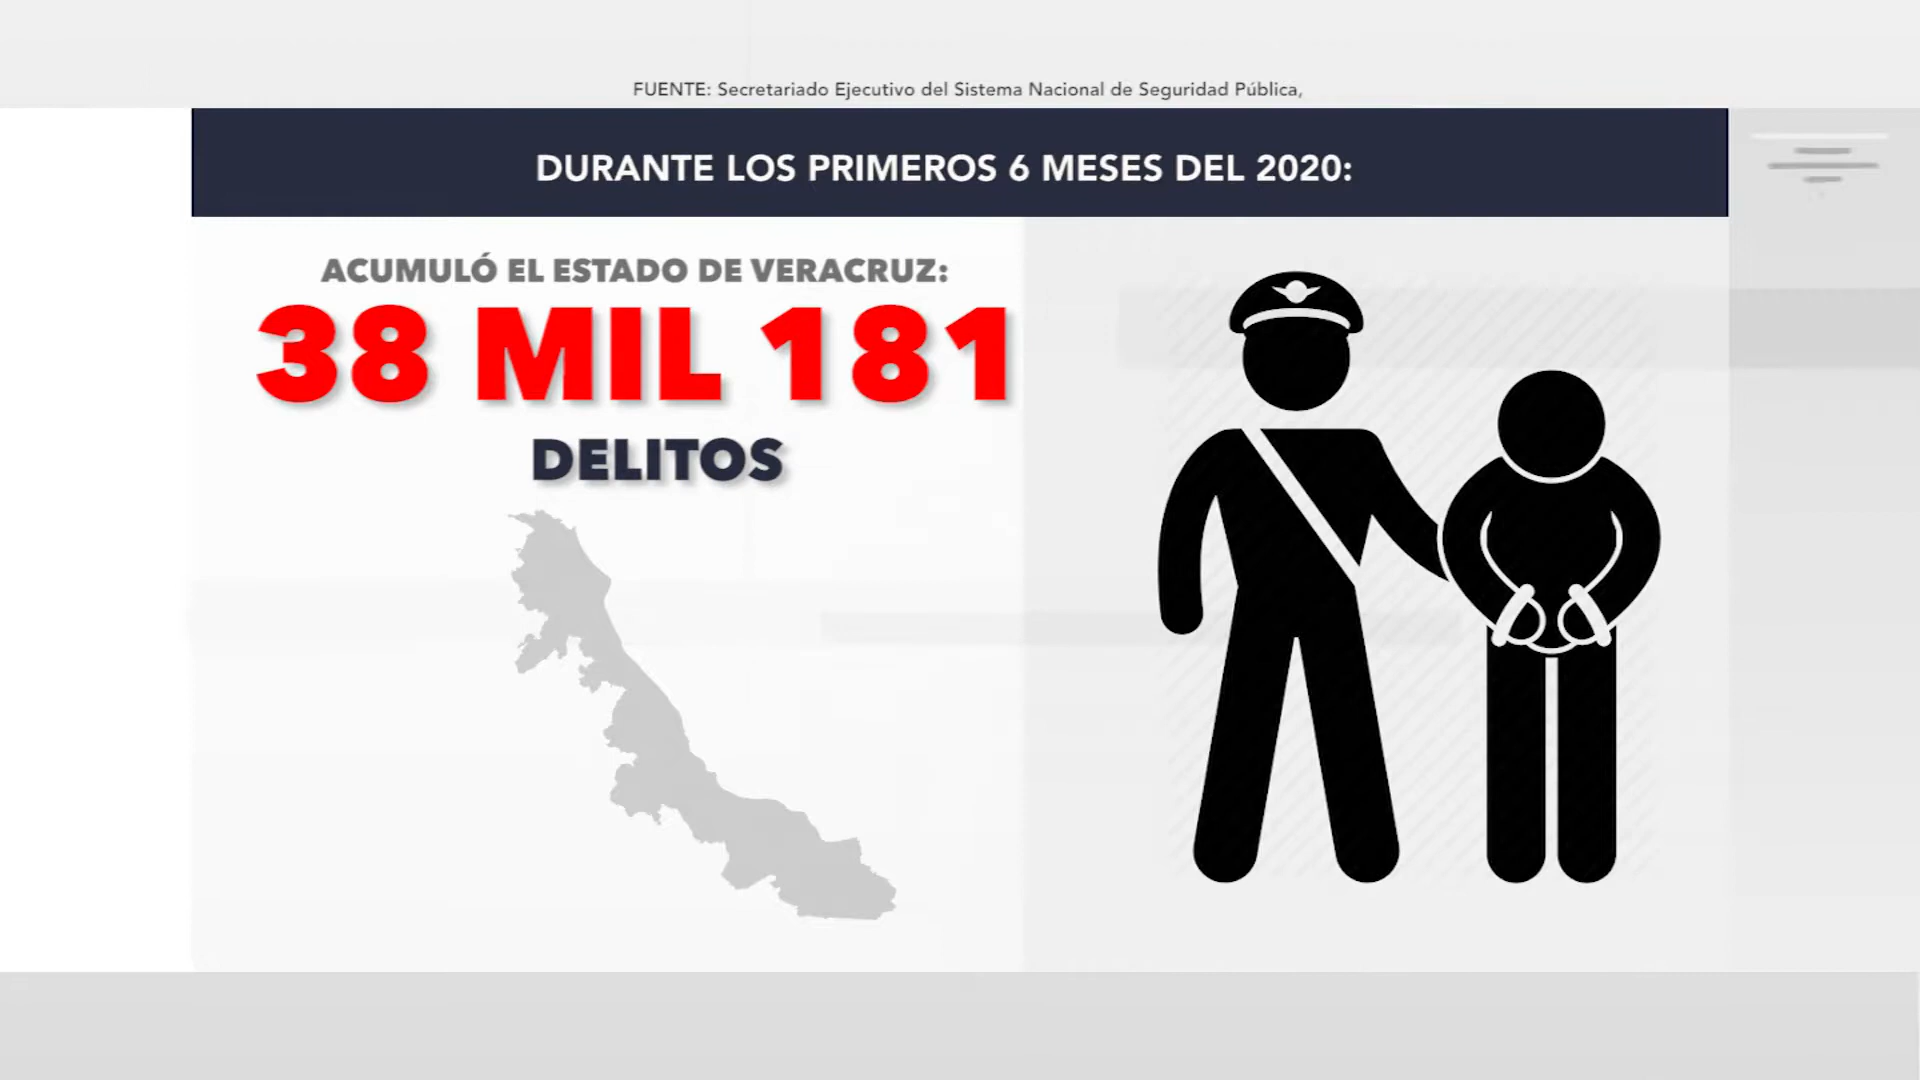 FUENTE: Secretariado Ejecutivo del Sistema Nacional de Seguridad Pública,
DURANTE LOS PRIMEROS 6 MESES DEL 2020:
ACUMULÓ EL ESTADO DE VERACRUZ:
38 MIL 181
DELITOS